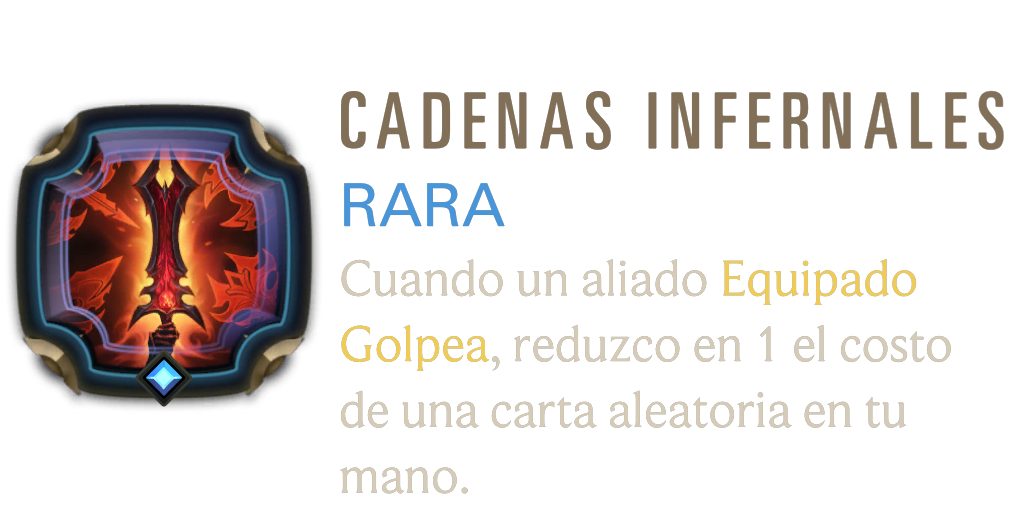 CADENAS INFERNALES
RARA
Cuando un aliado Equipado
Golpea, reduzco en 1 el costo
de una carta aleatoria en tu
mano.